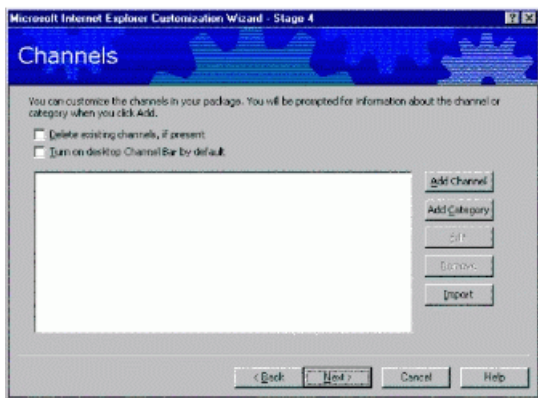 Microsoft Internet Explorer Customization Wizard - Stage 4
Channels
You can customize the channels in your package. You will be prompted for information about the channel or
category when you click Add.
Delete existing channels, if present
Turn on desktop Channel Bar by default
Add Channel
Add Category
Edit
Remove
Import
< Back
Next >
Cancel
Help